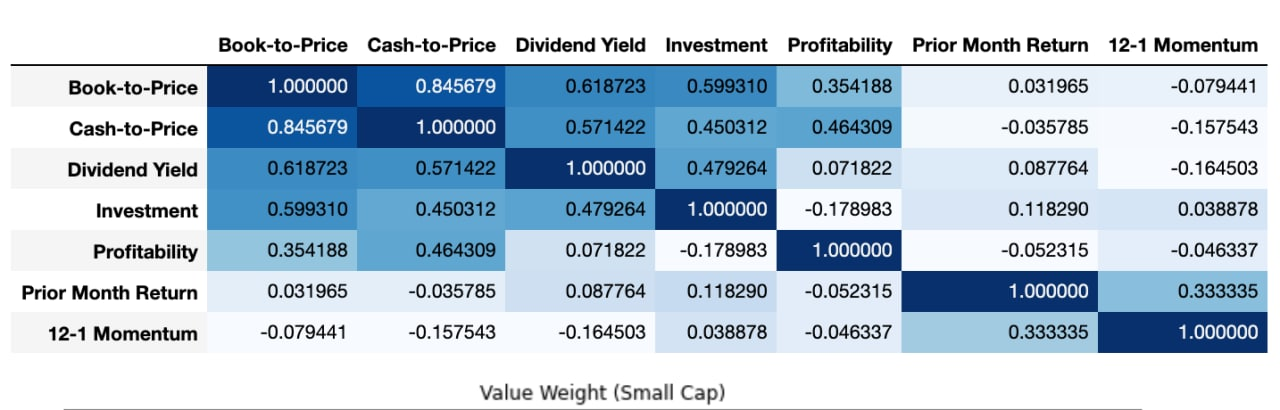 Book-to-Price Cash-to-Price Dividend Yield Investment Profitability Prior Month Return 12-1 Momentum
Book-to-Price 1.000000 0.845679 0.618723 0.599310 0.354188 0.031965 -0.079441
Cash-to-Price 0.845679 1.000000 0.571422 0.450312 0.464309 -0.035785 -0.157543
Dividend Yield 0.618723 0.571422 1.000000 0.479264 0.071822 0.087764 -0.164503
Investment 0.599310 0.450312 0.479264 1.000000 -0.178983 0.118290 0.038878
Profitability 0.354188 0.464309 0.071822 -0.178983 1.000000 -0.052315 -0.046337
Prior Month Return 0.031965 -0.035785 0.087764 0.118290 -0.052315 1.000000 0.333335
12-1 Momentum -0.079441 -0.157543 -0.164503 0.038878 -0.046337 0.333335 1.000000
Value Weight (Small Cap)